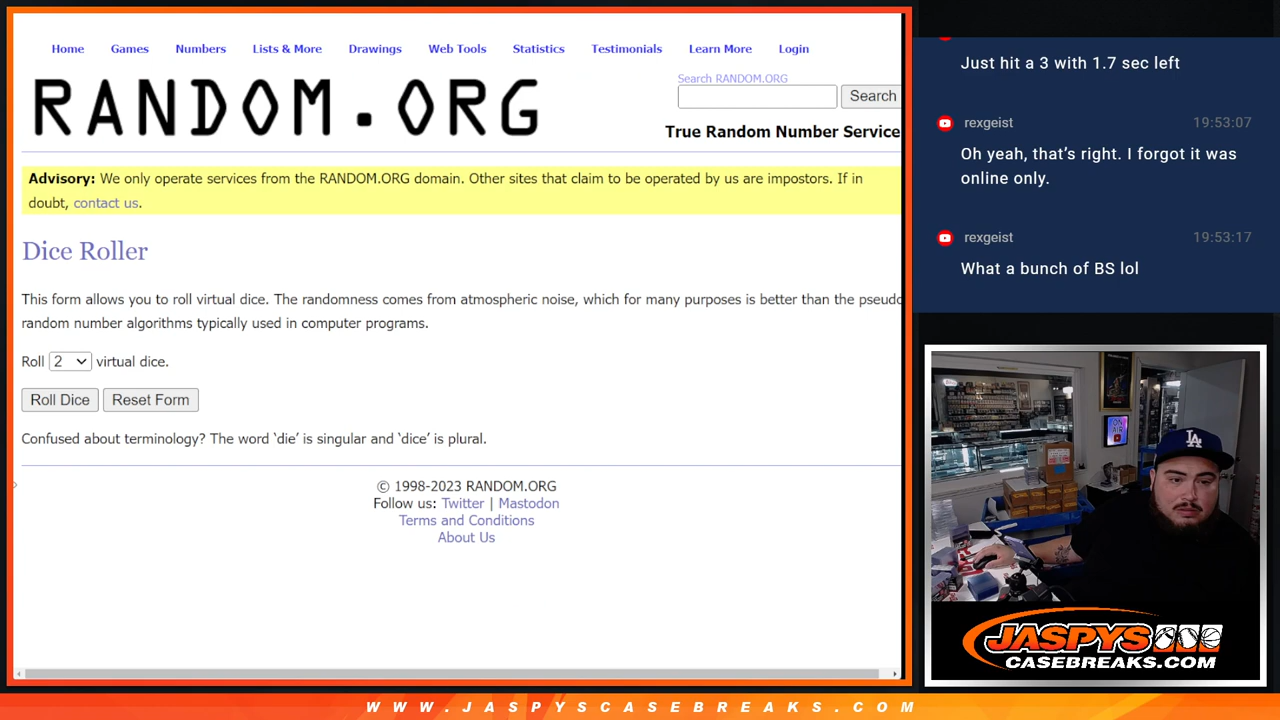 Home Games Numbers Lists & More Drawings Web Tools Statistics Testimonials Learn More Login
RANDOM.ORG
Search RANDOM.ORG
Search
True Random Number Service
Advisory: We only operate services from the RANDOM.ORG domain. Other sites that claim to be operated by us are impostors. If in
doubt, contact us.
Dice Roller
This form allows you to roll virtual dice. The randomness comes from atmospheric noise, which for many purposes is better than the pseudo
random number algorithms typically used in computer programs.
Roll 2 virtual dice.
Roll Dice Reset Form
Confused about terminology? The word ‘die’ is singular and ‘dice’ is plural.
© 1998-2023 RANDOM.ORG
Follow us: Twitter | Mastodon
Terms and Conditions
About Us
Just hit a 3 with 1.7 sec left
rexgeist 19:53:07
Oh yeah, that’s right. I forgot it was
online only.
rexgeist 19:53:17
What a bunch of BS lol
ON
AIR
LA
JASPYS
CASEBREAKS.COM
WWW.JASPYSCASEBREAKS.COM